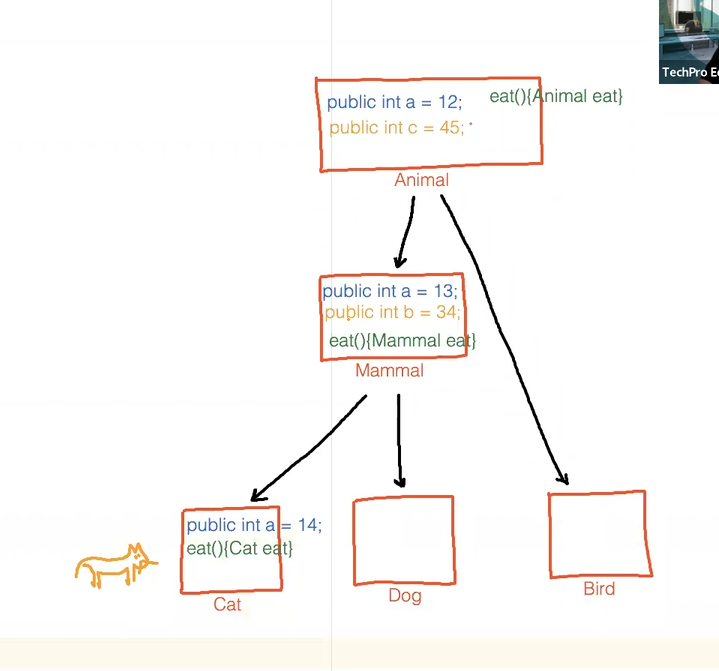 TechPro E
public int a = 12;
eat(){Animal eat}
public int c = 45;
Animal
public int a = 13;
public int b = 34;
eat(){Mammal eat}
Mammal
public int a = 14;
eat(){Cat eat}
Cat
Dog
Bird